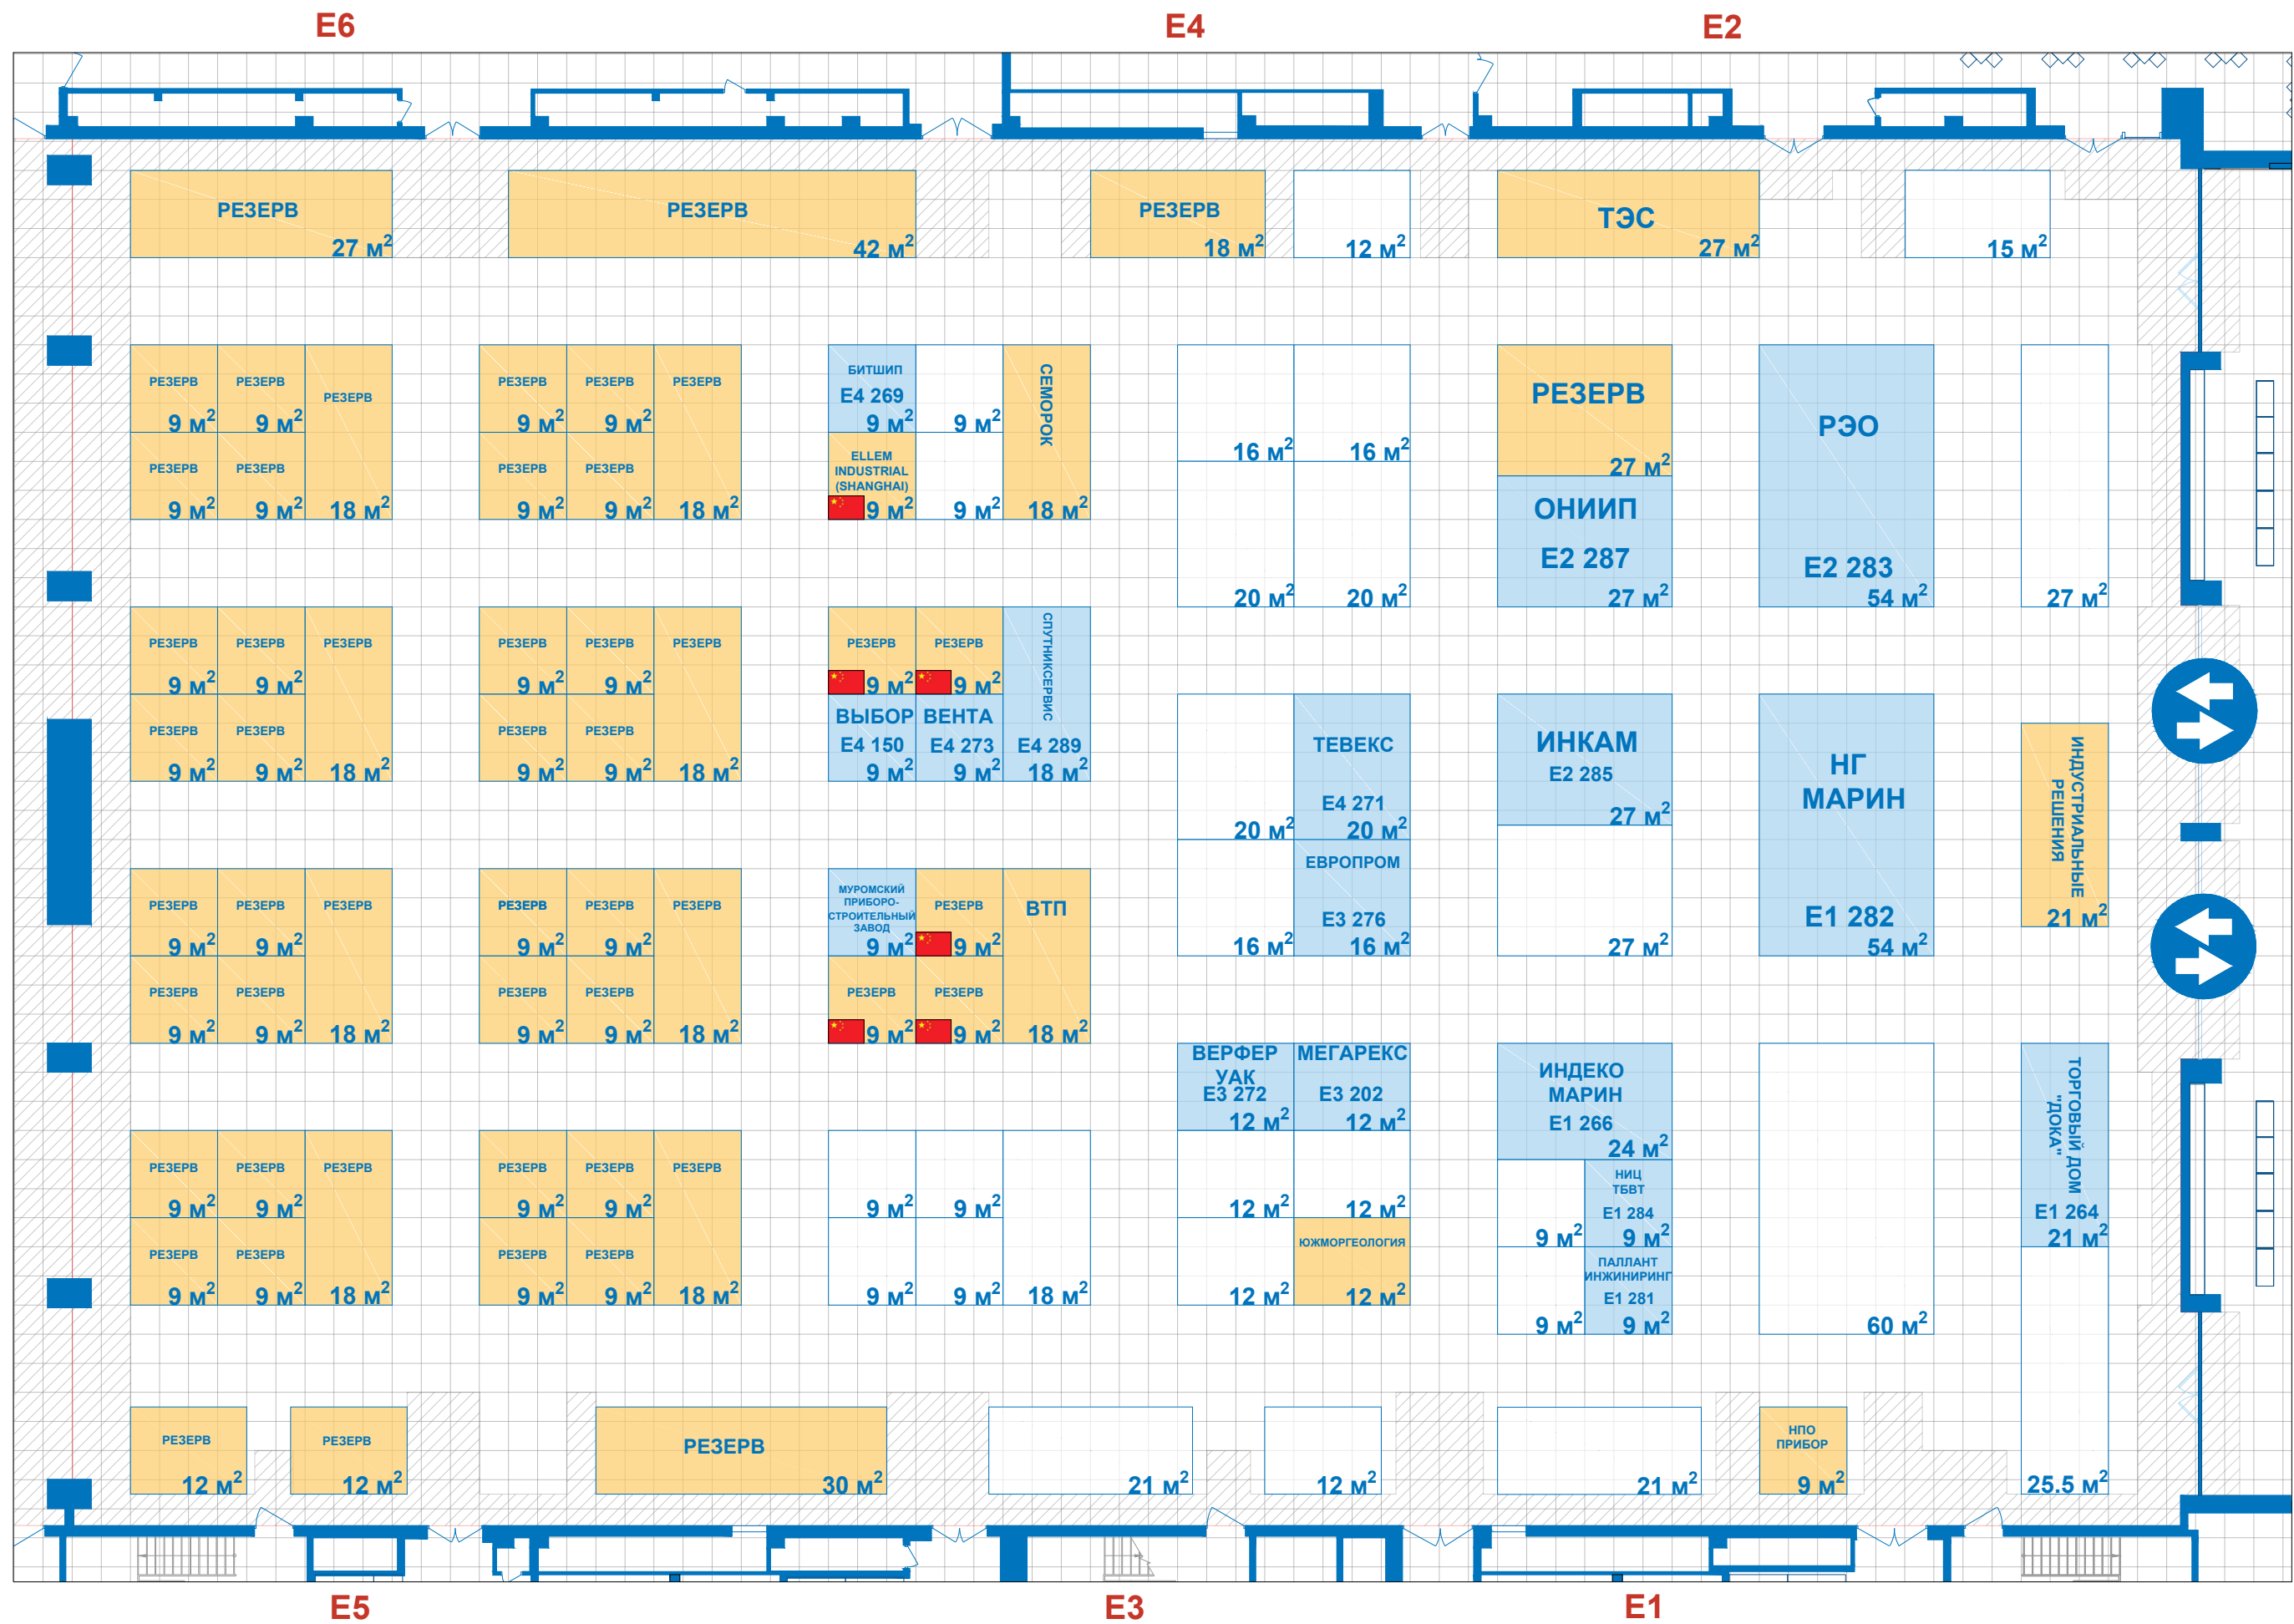 E6
E4
E2
РЕЗЕРВ
27 м²
РЕЗЕРВ
42 м²
РЕЗЕРВ
18 м²
12 м²
ТЭС
27 м²
15 м²
РЕЗЕРВ
9 м²
РЕЗЕРВ
9 м²
РЕЗЕРВ
18 м²
РЕЗЕРВ
9 м²
РЕЗЕРВ
9 м²
РЕЗЕРВ
9 м²
РЕЗЕРВ
9 м²
РЕЗЕРВ
18 м²
РЕЗЕРВ
9 м²
РЕЗЕРВ
9 м²
БИТШИП
E4 269
9 м²
9 м²
СЕМОРОК
18 м²
ELLEM
INDUSTRIAL
(SHANGHAI)
9 м²
9 м²
16 м²
16 м²
20 м²
20 м²
РЕЗЕРВ
27 м²
ОНИИП
E2 287
27 м²
РЭО
E2 283
54 м²
27 м²
РЕЗЕРВ
9 м²
РЕЗЕРВ
9 м²
РЕЗЕРВ
18 м²
РЕЗЕРВ
9 м²
РЕЗЕРВ
9 м²
РЕЗЕРВ
9 м²
РЕЗЕРВ
9 м²
РЕЗЕРВ
18 м²
РЕЗЕРВ
9 м²
РЕЗЕРВ
9 м²
РЕЗЕРВ
9 м²
РЕЗЕРВ
9 м²
СПУТНИКСЕРВИС
E4 289
18 м²
ВЫБОР
E4 150
9 м²
ВЕНТА
E4 273
9 м²
20 м²
ТЕВЕКС
E4 271
20 м²
16 м²
ЕВРОПРОМ
E3 276
16 м²
ИНКАМ
E2 285
27 м²
27 м²
НГ
МАРИН
E1 282
54 м²
ИНДУСТРИАЛЬНЫЕ
РЕШЕНИЯ
21 м²
РЕЗЕРВ
9 м²
РЕЗЕРВ
9 м²
РЕЗЕРВ
18 м²
РЕЗЕРВ
9 м²
РЕЗЕРВ
9 м²
РЕЗЕРВ
9 м²
РЕЗЕРВ
9 м²
РЕЗЕРВ
18 м²
РЕЗЕРВ
9 м²
РЕЗЕРВ
9 м²
МУРОМСКИЙ
ПРИБОРО-
СТРОИТЕЛЬНЫЙ
ЗАВОД
9 м²
РЕЗЕРВ
9 м²
ВТП
18 м²
РЕЗЕРВ
9 м²
РЕЗЕРВ
9 м²
ВЕРФЕР
УАК
E3 272
12 м²
МЕГАРЕКС
E3 202
12 м²
12 м²
12 м²
12 м²
ЮЖМОРГЕОЛОГИЯ
12 м²
ИНДЕКО
МАРИН
E1 266
24 м²
9 м²
НИЦ
ТБВТ
E1 284
9 м²
9 м²
ПАЛЛАНТ
ИНЖИНИРИНГ
E1 281
9 м²
60 м²
ТОРГОВЫЙ ДОМ
"ДОКА"
E1 264
21 м²
25.5 м²
РЕЗЕРВ
9 м²
РЕЗЕРВ
9 м²
РЕЗЕРВ
18 м²
РЕЗЕРВ
9 м²
РЕЗЕРВ
9 м²
РЕЗЕРВ
9 м²
РЕЗЕРВ
9 м²
РЕЗЕРВ
18 м²
РЕЗЕРВ
9 м²
РЕЗЕРВ
9 м²
9 м²
9 м²
18 м²
9 м²
9 м²
РЕЗЕРВ
12 м²
РЕЗЕРВ
12 м²
РЕЗЕРВ
30 м²
21 м²
12 м²
21 м²
НПО
ПРИБОР
9 м²
E5
E3
E1